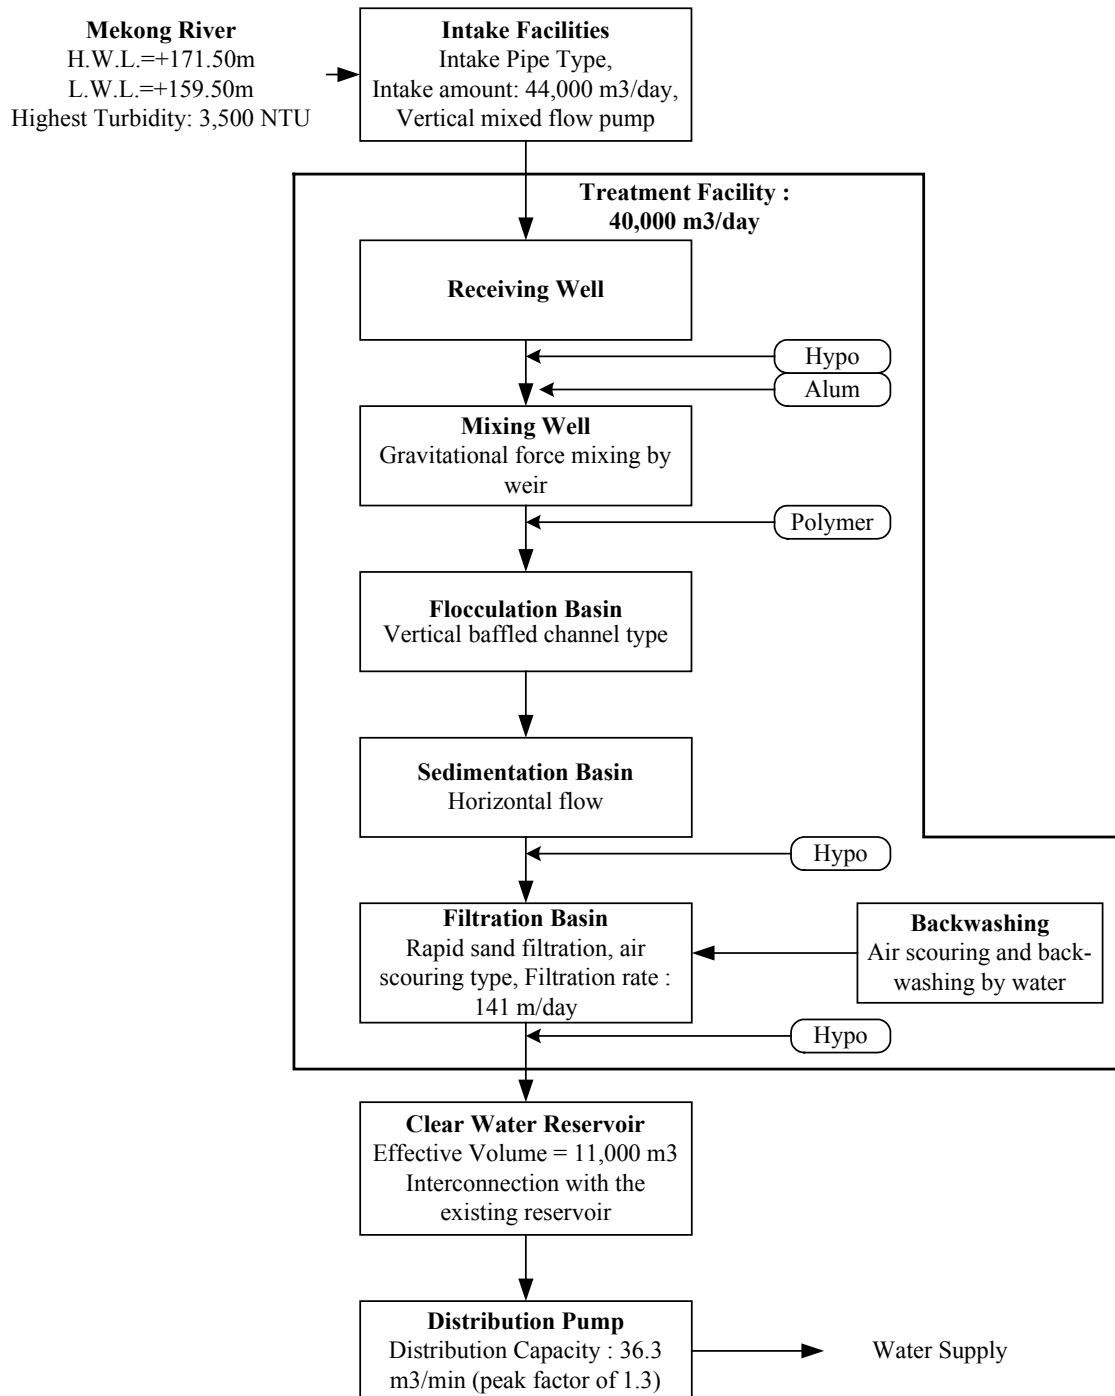 Mekong River
H.W.L.=+171.50m
L.W.L.=+159.50m
Highest Turbidity: 3,500 NTU
Intake Facilities
Intake Pipe Type,
Intake amount: 44,000 m3/day,
Vertical mixed flow pump
Treatment Facility :
40,000 m3/day
Receiving Well
Hypo
Alum
Mixing Well
Gravitational force mixing by
weir
Polymer
Flocculation Basin
Vertical baffled channel type
Sedimentation Basin
Horizontal flow
Hypo
Filtration Basin
Rapid sand filtration, air
scouring type, Filtration rate :
141 m/day
Backwashing
Air scouring and back-
washing by water
Hypo
Clear Water Reservoir
Effective Volume = 11,000 m3
Interconnection with the
existing reservoir
Distribution Pump
Distribution Capacity : 36.3
m3/min (peak factor of 1.3)
Water Supply